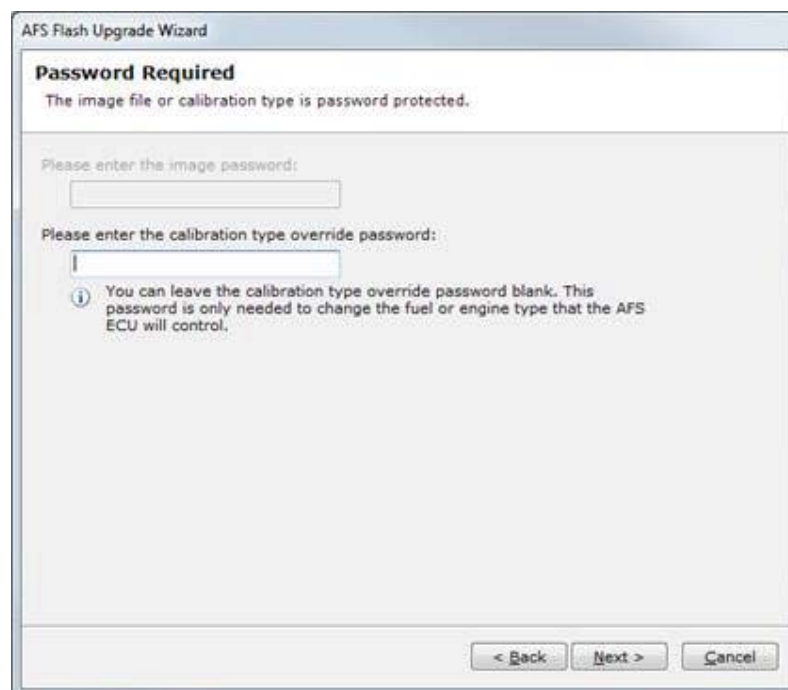 AFS Flash Upgrade Wizard
Password Required
The image file or calibration type is password protected.
Please enter the image password:
Please enter the calibration type override password:
You can leave the calibration type override password blank. This
password is only needed to change the fuel or engine type that the AFS
ECU will control.
< Back Next > Cancel